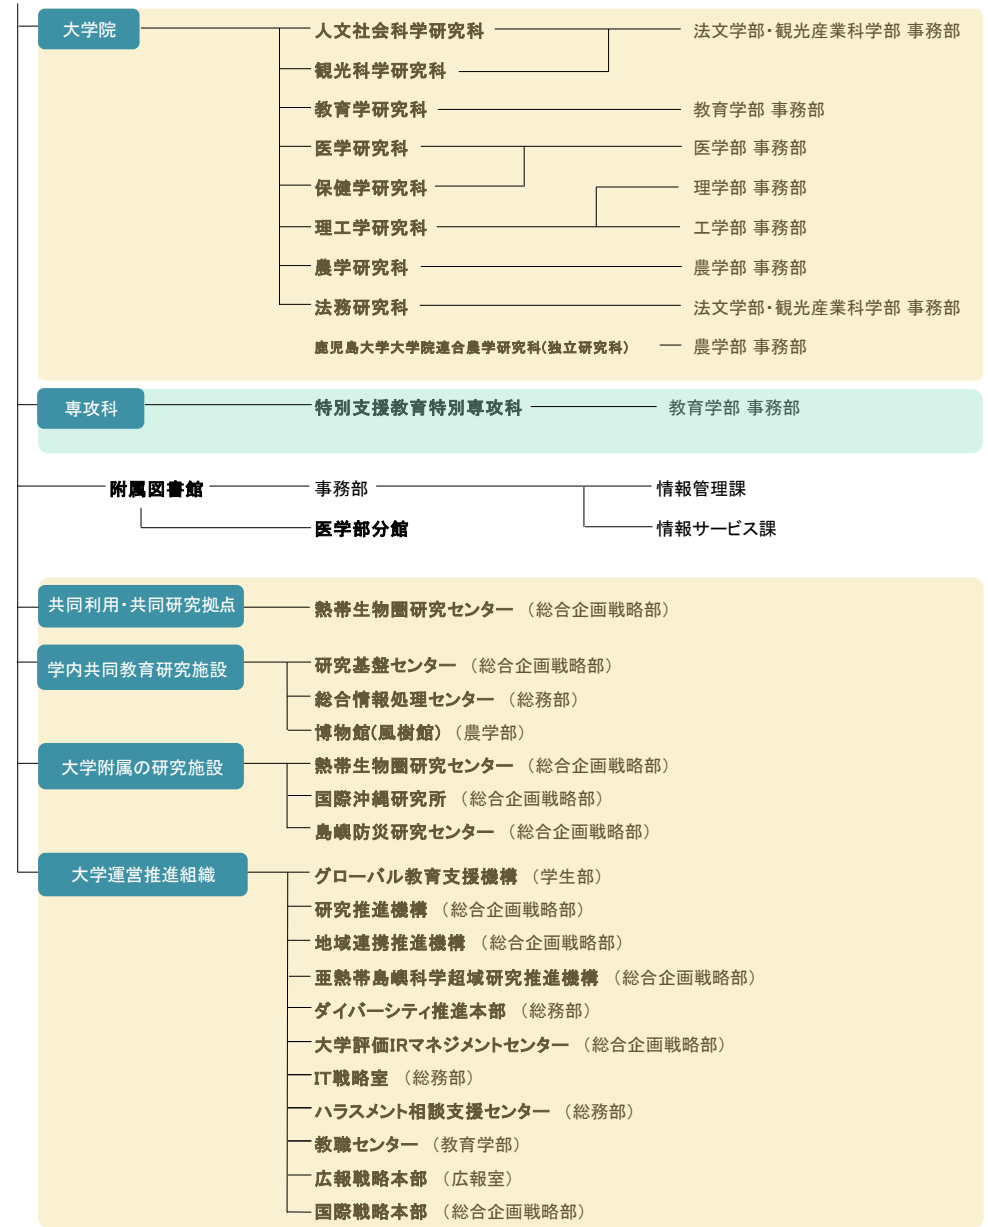 大学院 人文社会科学研究科 法文学部・観光産業科学部 事務部
観光科学研究科
教育学研究科 教育学部 事務部
医学研究科 医学部 事務部
保健学研究科 理学部 事務部
理工学研究科 工学部 事務部
農学研究科 農学部 事務部
法務研究科 法文学部・観光産業科学部 事務部
鹿児島大学大学院連合農学研究科(独立研究科) 農学部 事務部
専攻科 特別支援教育特別専攻科 教育学部 事務部
附属図書館 事務部 情報管理課
医学部分館 情報サービス課
共同利用・共同研究拠点 熱帯生物圏研究センター （総合企画戦略部）
学内共同教育研究施設 研究基盤センター （総合企画戦略部）
総合情報処理センター （総務部）
博物館(風樹館) （農学部）
大学附属の研究施設 熱帯生物圏研究センター （総合企画戦略部）
国際沖縄研究所 （総合企画戦略部）
島嶼防災研究センター （総合企画戦略部）
大学運営推進組織 グローバル教育支援機構 （学生部）
研究推進機構 （総合企画戦略部）
地域連携推進機構 （総合企画戦略部）
亜熱帯島嶼科学超域研究推進機構 （総合企画戦略部）
ダイバーシティ推進本部 （総務部）
大学評価IRマネジメントセンター （総合企画戦略部）
IT戦略室 （総務部）
ハラスメント相談支援センター （総務部）
教職センター （教育学部）
広報戦略本部 （広報室）
国際戦略本部 （総合企画戦略部）